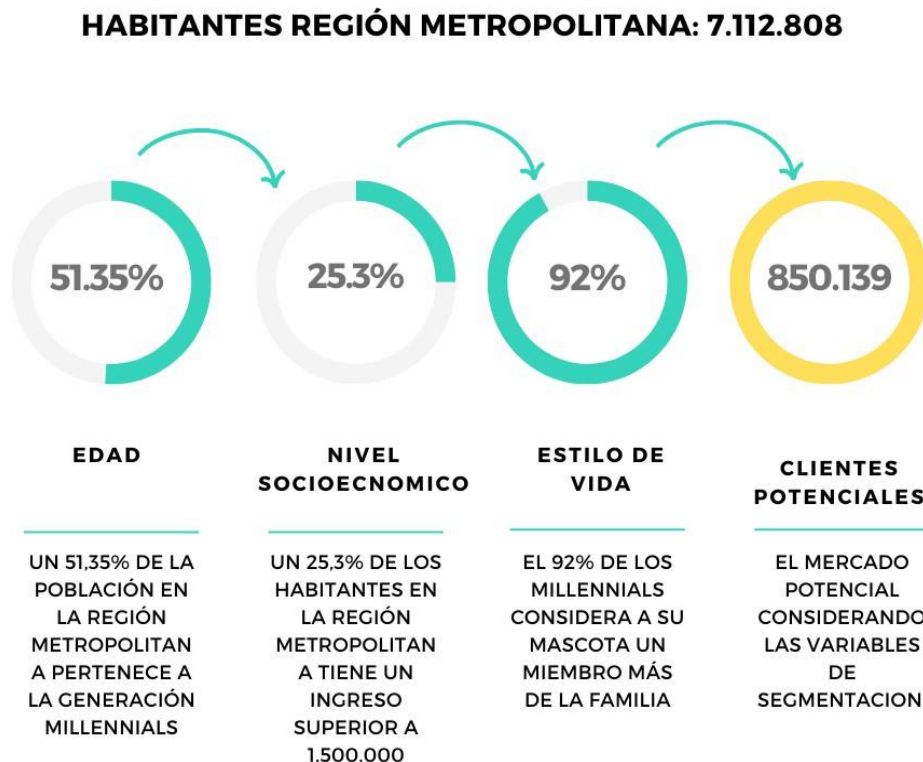 HABITANTES REGIÓN METROPOLITANA: 7.112.808
51.35%
25.3%
92%
850.139
EDAD
UN 51,35% DE LA
POBLACIÓN EN
LA REGIÓN
METROPOLITAN
A PERTENECE A
LA GENERACIÓN
MILLENNIALS
NIVEL
SOCIOECNOMICO
UN 25,3% DE LOS
HABITANTES EN
LA REGIÓN
METROPOLITAN
A TIENE UN
INGRESO
SUPERIOR A
1.500.000
ESTILO DE
VIDA
EL 92% DE LOS
MILLENNIALS
CONSIDERA A SU
MASCOTA UN
MIEMBRO MÁS
DE LA FAMILIA
CLIENTES
POTENCIALES
EL MERCADO
POTENCIAL
CONSIDERANDO
LAS VARIABLES
DE
SEGMENTACION